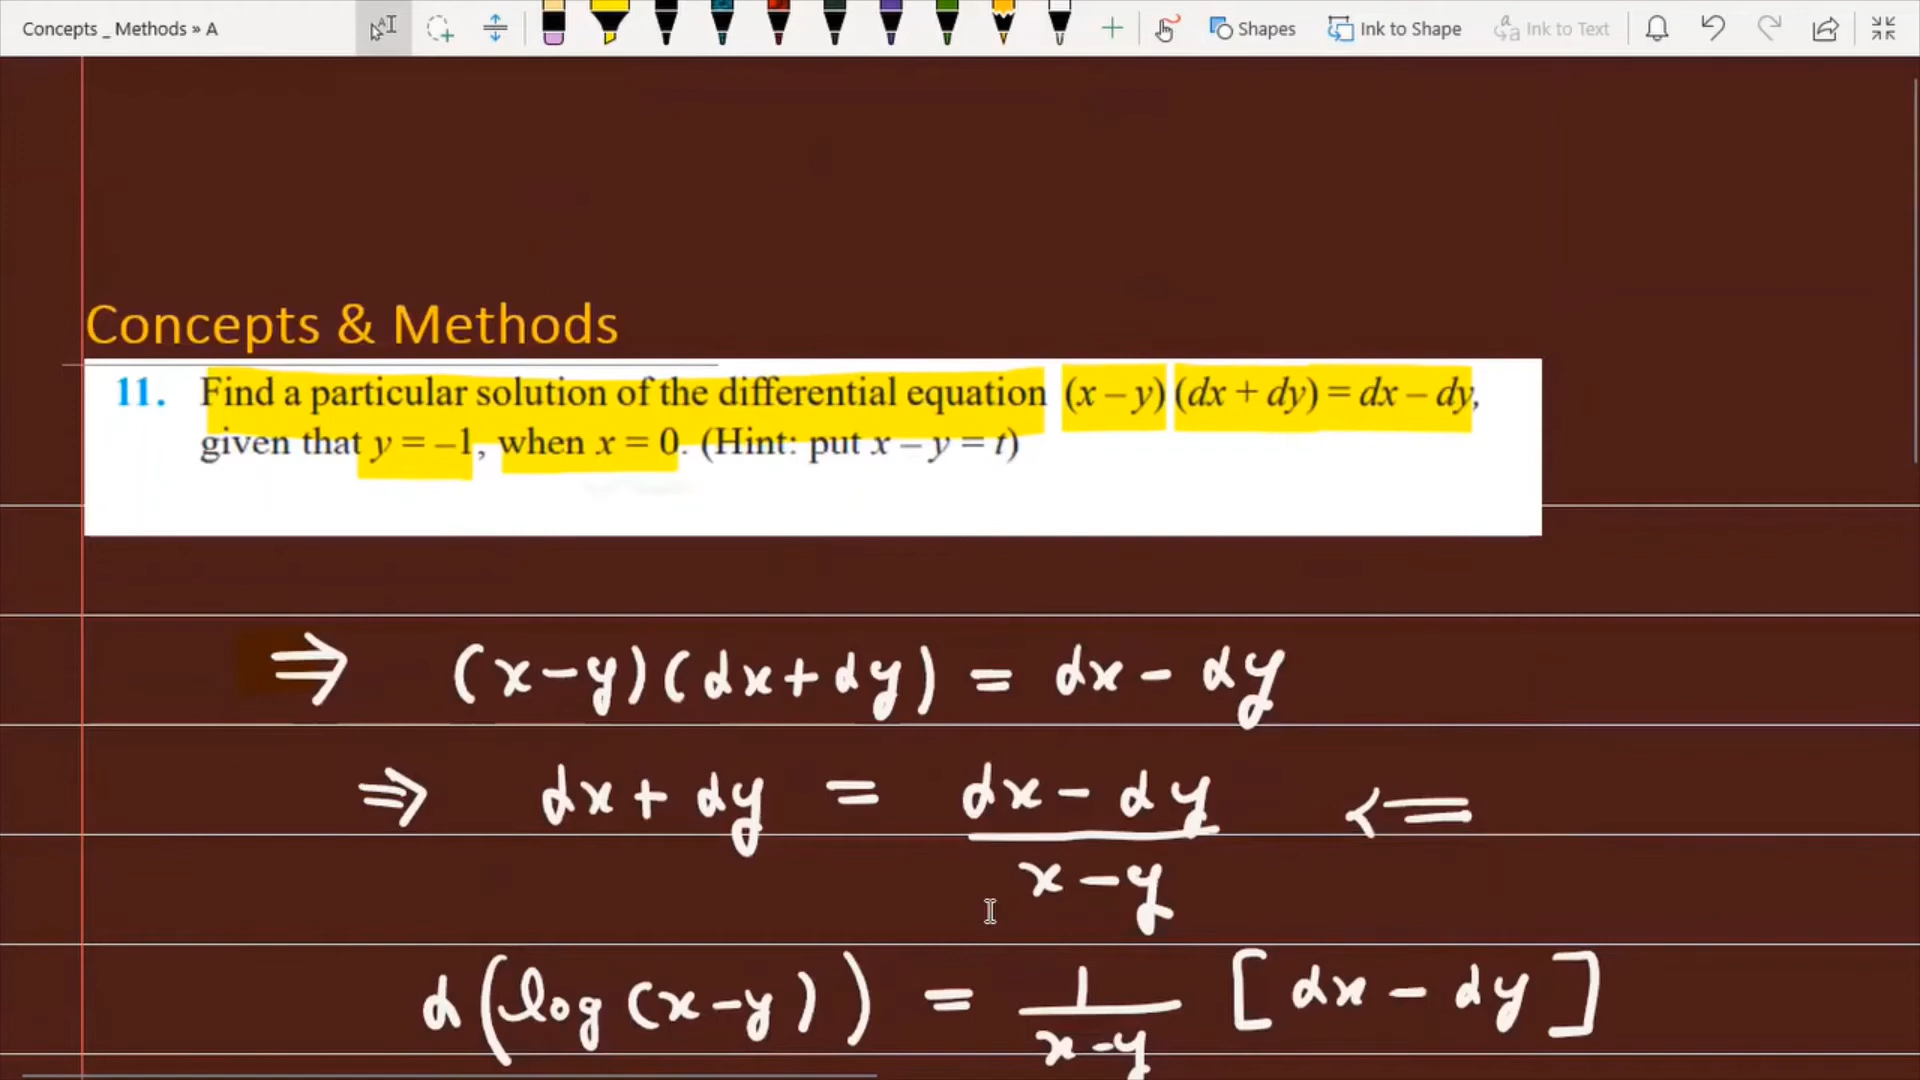 Concepts _ Methods » A
Shapes
Ink to Shape
Ink to Text
Concepts & Methods
11. Find a particular solution of the differential equation (x – y) (dx + dy) = dx – dy,
given that y = –1, when x = 0. (Hint: put x – y = t)
⇒ (x-y)(dx+dy) = dx - dy
⇒ dx + dy = dx - dy <=
x-y
d(log(x-y)) = 1 [dx - dy]
x-y